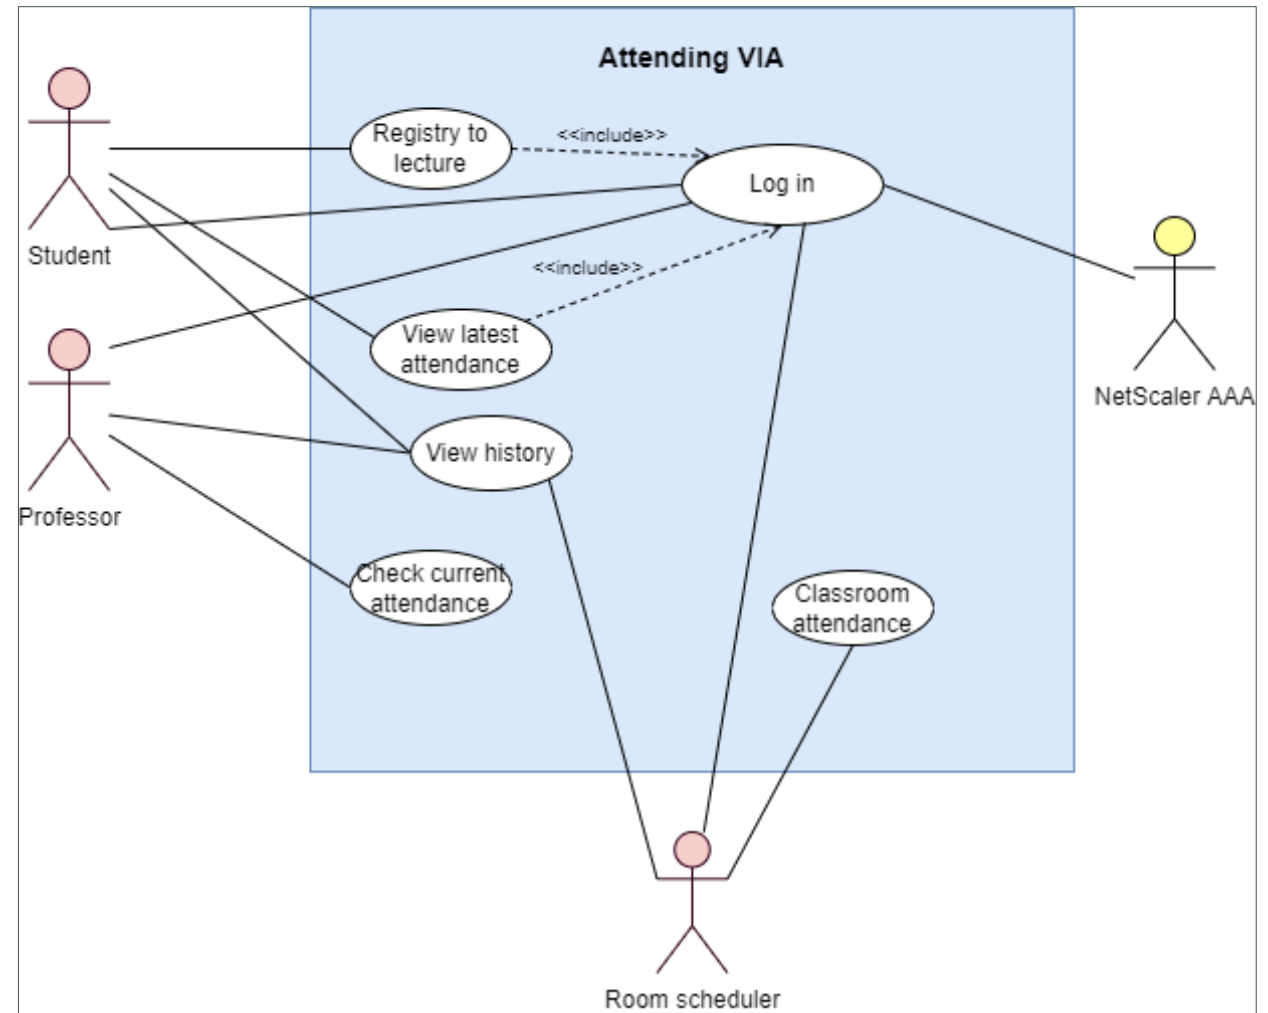 Attending VIA
Registry to
lecture
<<include>>
Log in
Student
<<include>>
View latest
attendance
NetScaler AAA
View history
Professor
Check current
attendance
Classroom
attendance
Room scheduler